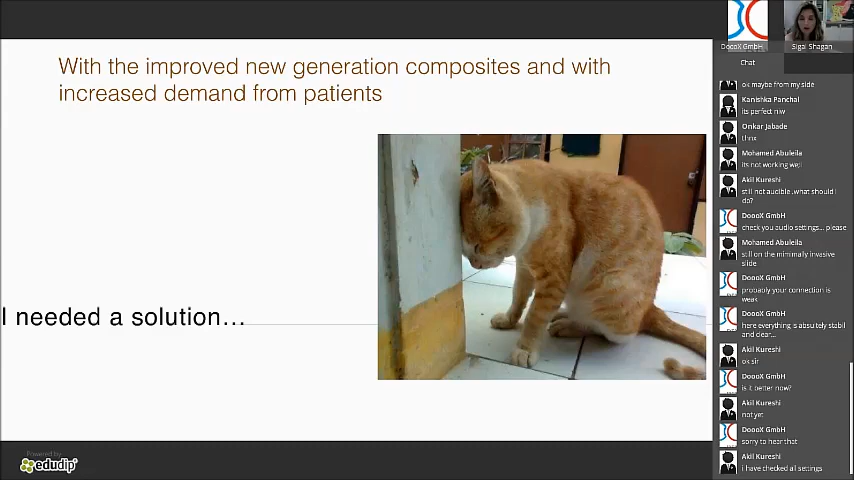 With the improved new generation composites and with
increased demand from patients
I needed a solution...
Powered by
edudip
DoooX GmbH
Sigal Shagan
Chat
ok maybe from my side
Kanishka Panchal
its perfect niw
Onkar Jabade
thnx
Mohamed Abuleila
its not working well
Akil Kureshi
still not audible .what should i
do?
DoooX GmbH
check you audio settings... please
Mohamed Abuleila
still on the mimimally invasive
slide
DoooX GmbH
probably your connection is
weak
DoooX GmbH
here everything is absultely stabil
and clear...
Akil Kureshi
ok sir
DoooX GmbH
is it better now?
Akil Kureshi
not yet
DoooX GmbH
sorry to hear that
Akil Kureshi
i have checked all settings